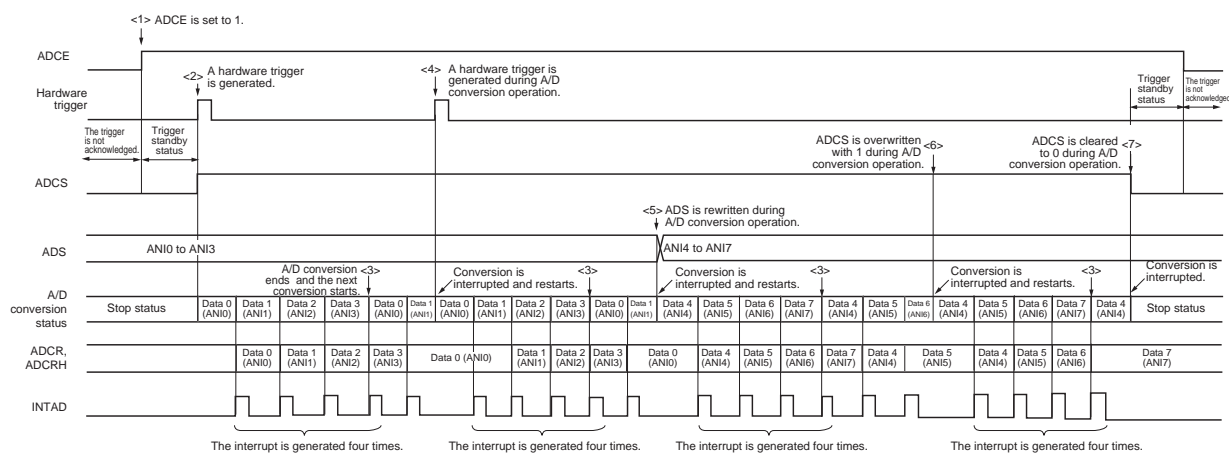 <1> ADCE is set to 1.
ADCE
<2> A hardware trigger
is generated.
<4> A hardware trigger is
generated during A/D
conversion operation.
Trigger
standby
status
The trigger
is not
acknowledged.
Hardware
trigger
The trigger
is not
acknowledged.
Trigger
standby
status
ADCS is overwritten <6>
with 1 during A/D
conversion operation.
ADCS is cleared <7>
to 0 during A/D
conversion operation.
ADCS
<5> ADS is rewritten during
A/D conversion operation.
ADS
ANI0 to ANI3
ANI4 to ANI7
A/D conversion <3>
ends and the next
conversion starts.
Conversion is <3>
interrupted and restarts.
Conversion is <3>
interrupted and restarts.
Conversion is <3>
interrupted and restarts.
Conversion is
interrupted.
A/D
conversion
status
Stop status
Data 0 (ANI0)
Data 1 (ANI1)
Data 2 (ANI2)
Data 3 (ANI3)
Data 0 (ANI0)
Data 1 (ANI1)
Data 0 (ANI0)
Data 1 (ANI1)
Data 2 (ANI2)
Data 3 (ANI3)
Data 0 (ANI0)
Data 1 (ANI1)
Data 4 (ANI4)
Data 5 (ANI5)
Data 6 (ANI6)
Data 7 (ANI7)
Data 4 (ANI4)
Data 5 (ANI5)
Data 6 (ANI6)
Data 4 (ANI4)
Data 5 (ANI5)
Data 6 (ANI6)
Data 7 (ANI7)
Data 4 (ANI4)
Stop status
ADCR,
ADCRH
Data 0 (ANI0)
Data 1 (ANI1)
Data 2 (ANI2)
Data 3 (ANI3)
Data 0 (ANI0)
Data 1 (ANI1)
Data 2 (ANI2)
Data 3 (ANI3)
Data 0 (ANI0)
Data 4 (ANI4)
Data 5 (ANI5)
Data 6 (ANI6)
Data 7 (ANI7)
Data 4 (ANI4)
Data 5 (ANI5)
Data 4 (ANI4)
Data 5 (ANI5)
Data 6 (ANI6)
Data 7 (ANI7)
INTAD
The interrupt is generated four times.
The interrupt is generated four times.
The interrupt is generated four times.
The interrupt is generated four times.